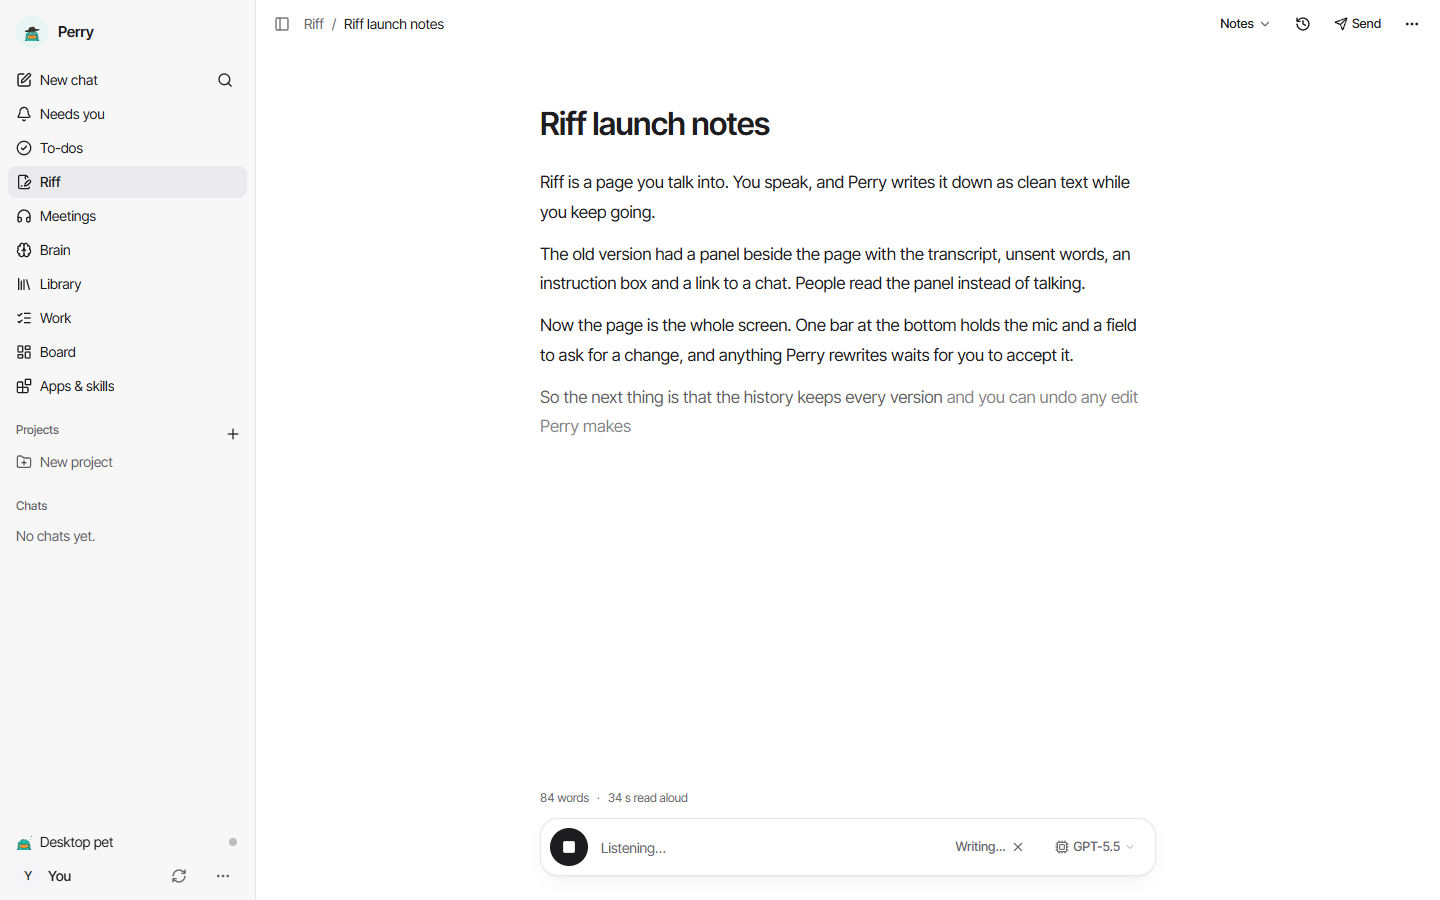 Perry
New chat
Needs you
To-dos
Riff
Meetings
Brain
Library
Work
Board
Apps & skills
Projects
New project
Chats
No chats yet.
Desktop pet
Y You
Riff / Riff launch notes
Notes
Send
Riff launch notes
Riff is a page you talk into. You speak, and Perry writes it down as clean text while
you keep going.
The old version had a panel beside the page with the transcript, unsent words, an
instruction box and a link to a chat. People read the panel instead of talking.
Now the page is the whole screen. One bar at the bottom holds the mic and a field
to ask for a change, and anything Perry rewrites waits for you to accept it.
So the next thing is that the history keeps every version and you can undo any edit
Perry makes
84 words · 34 s read aloud
Listening...
Writing...
GPT-5.5